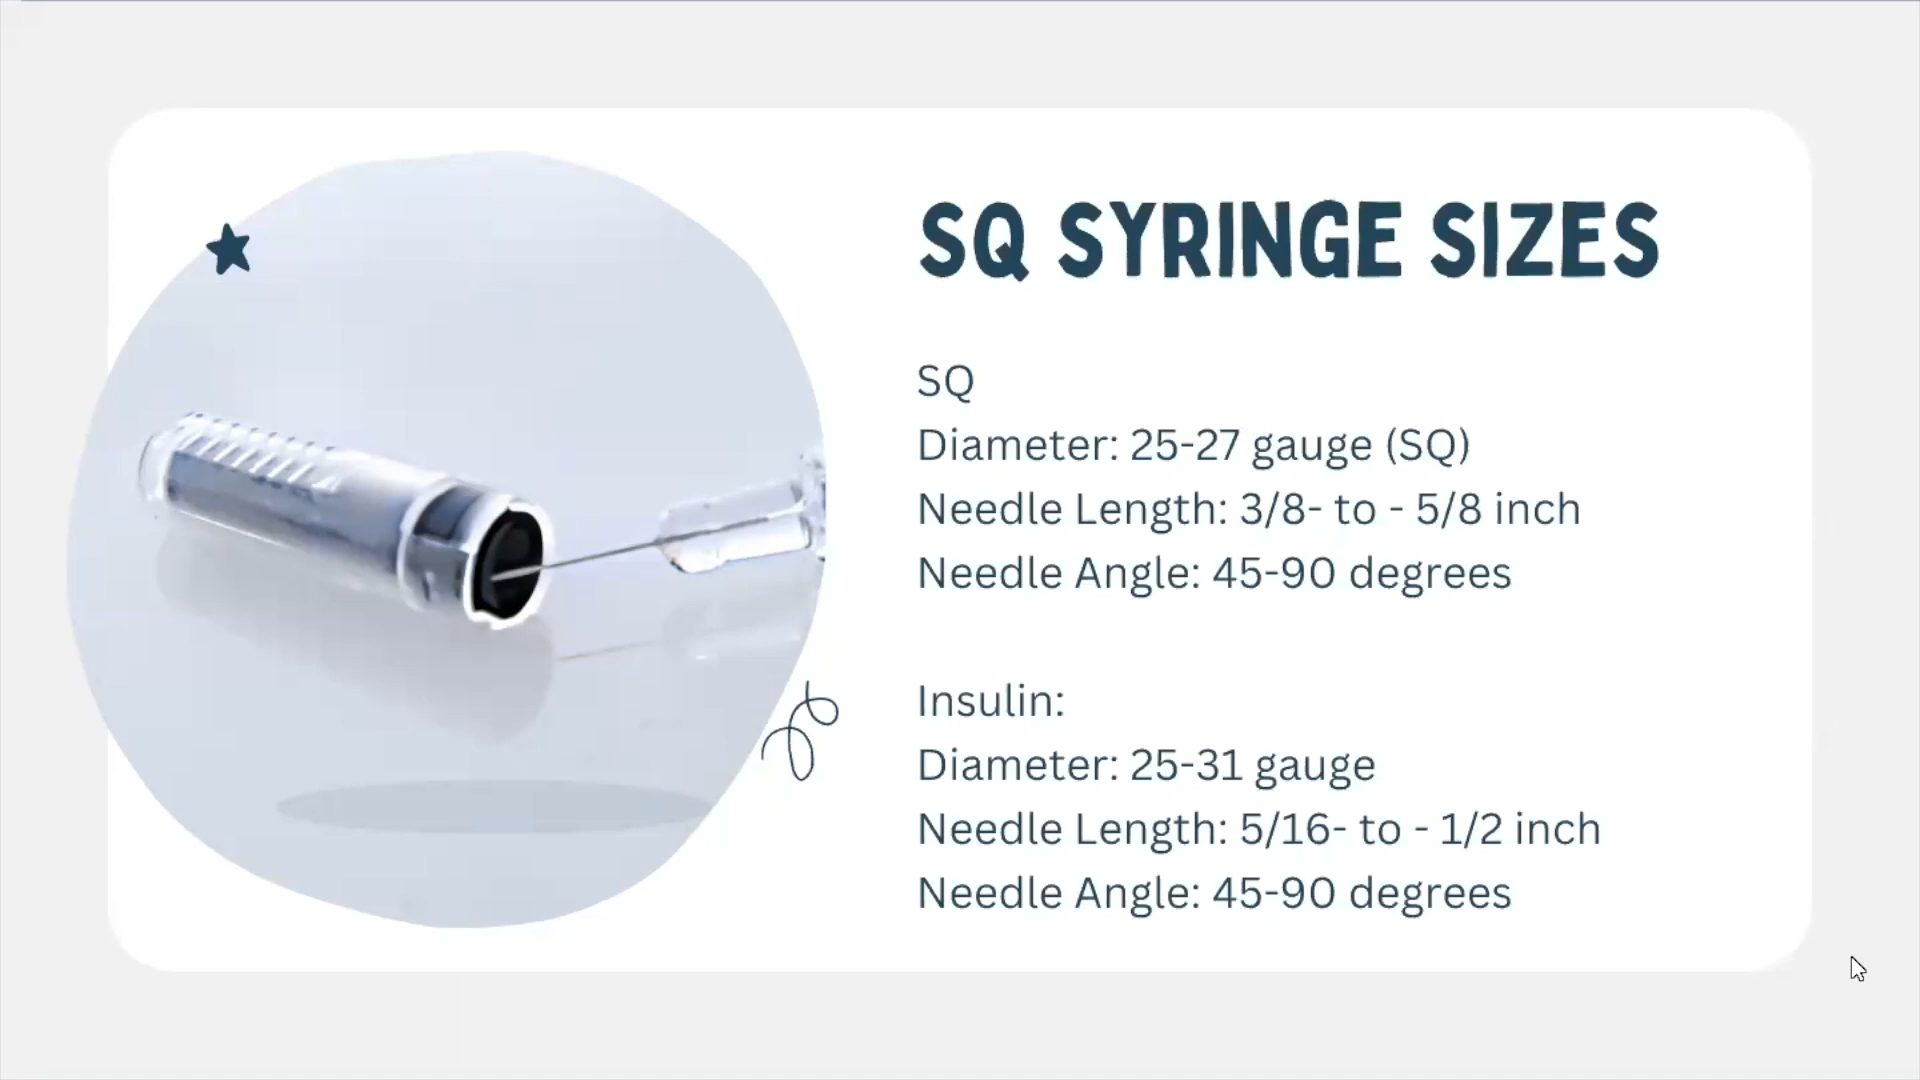 SQ SYRINGE SIZES
SQ
Diameter: 25-27 gauge (SQ)
Needle Length: 3/8- to - 5/8 inch
Needle Angle: 45-90 degrees
Insulin:
Diameter: 25-31 gauge
Needle Length: 5/16- to - 1/2 inch
Needle Angle: 45-90 degrees